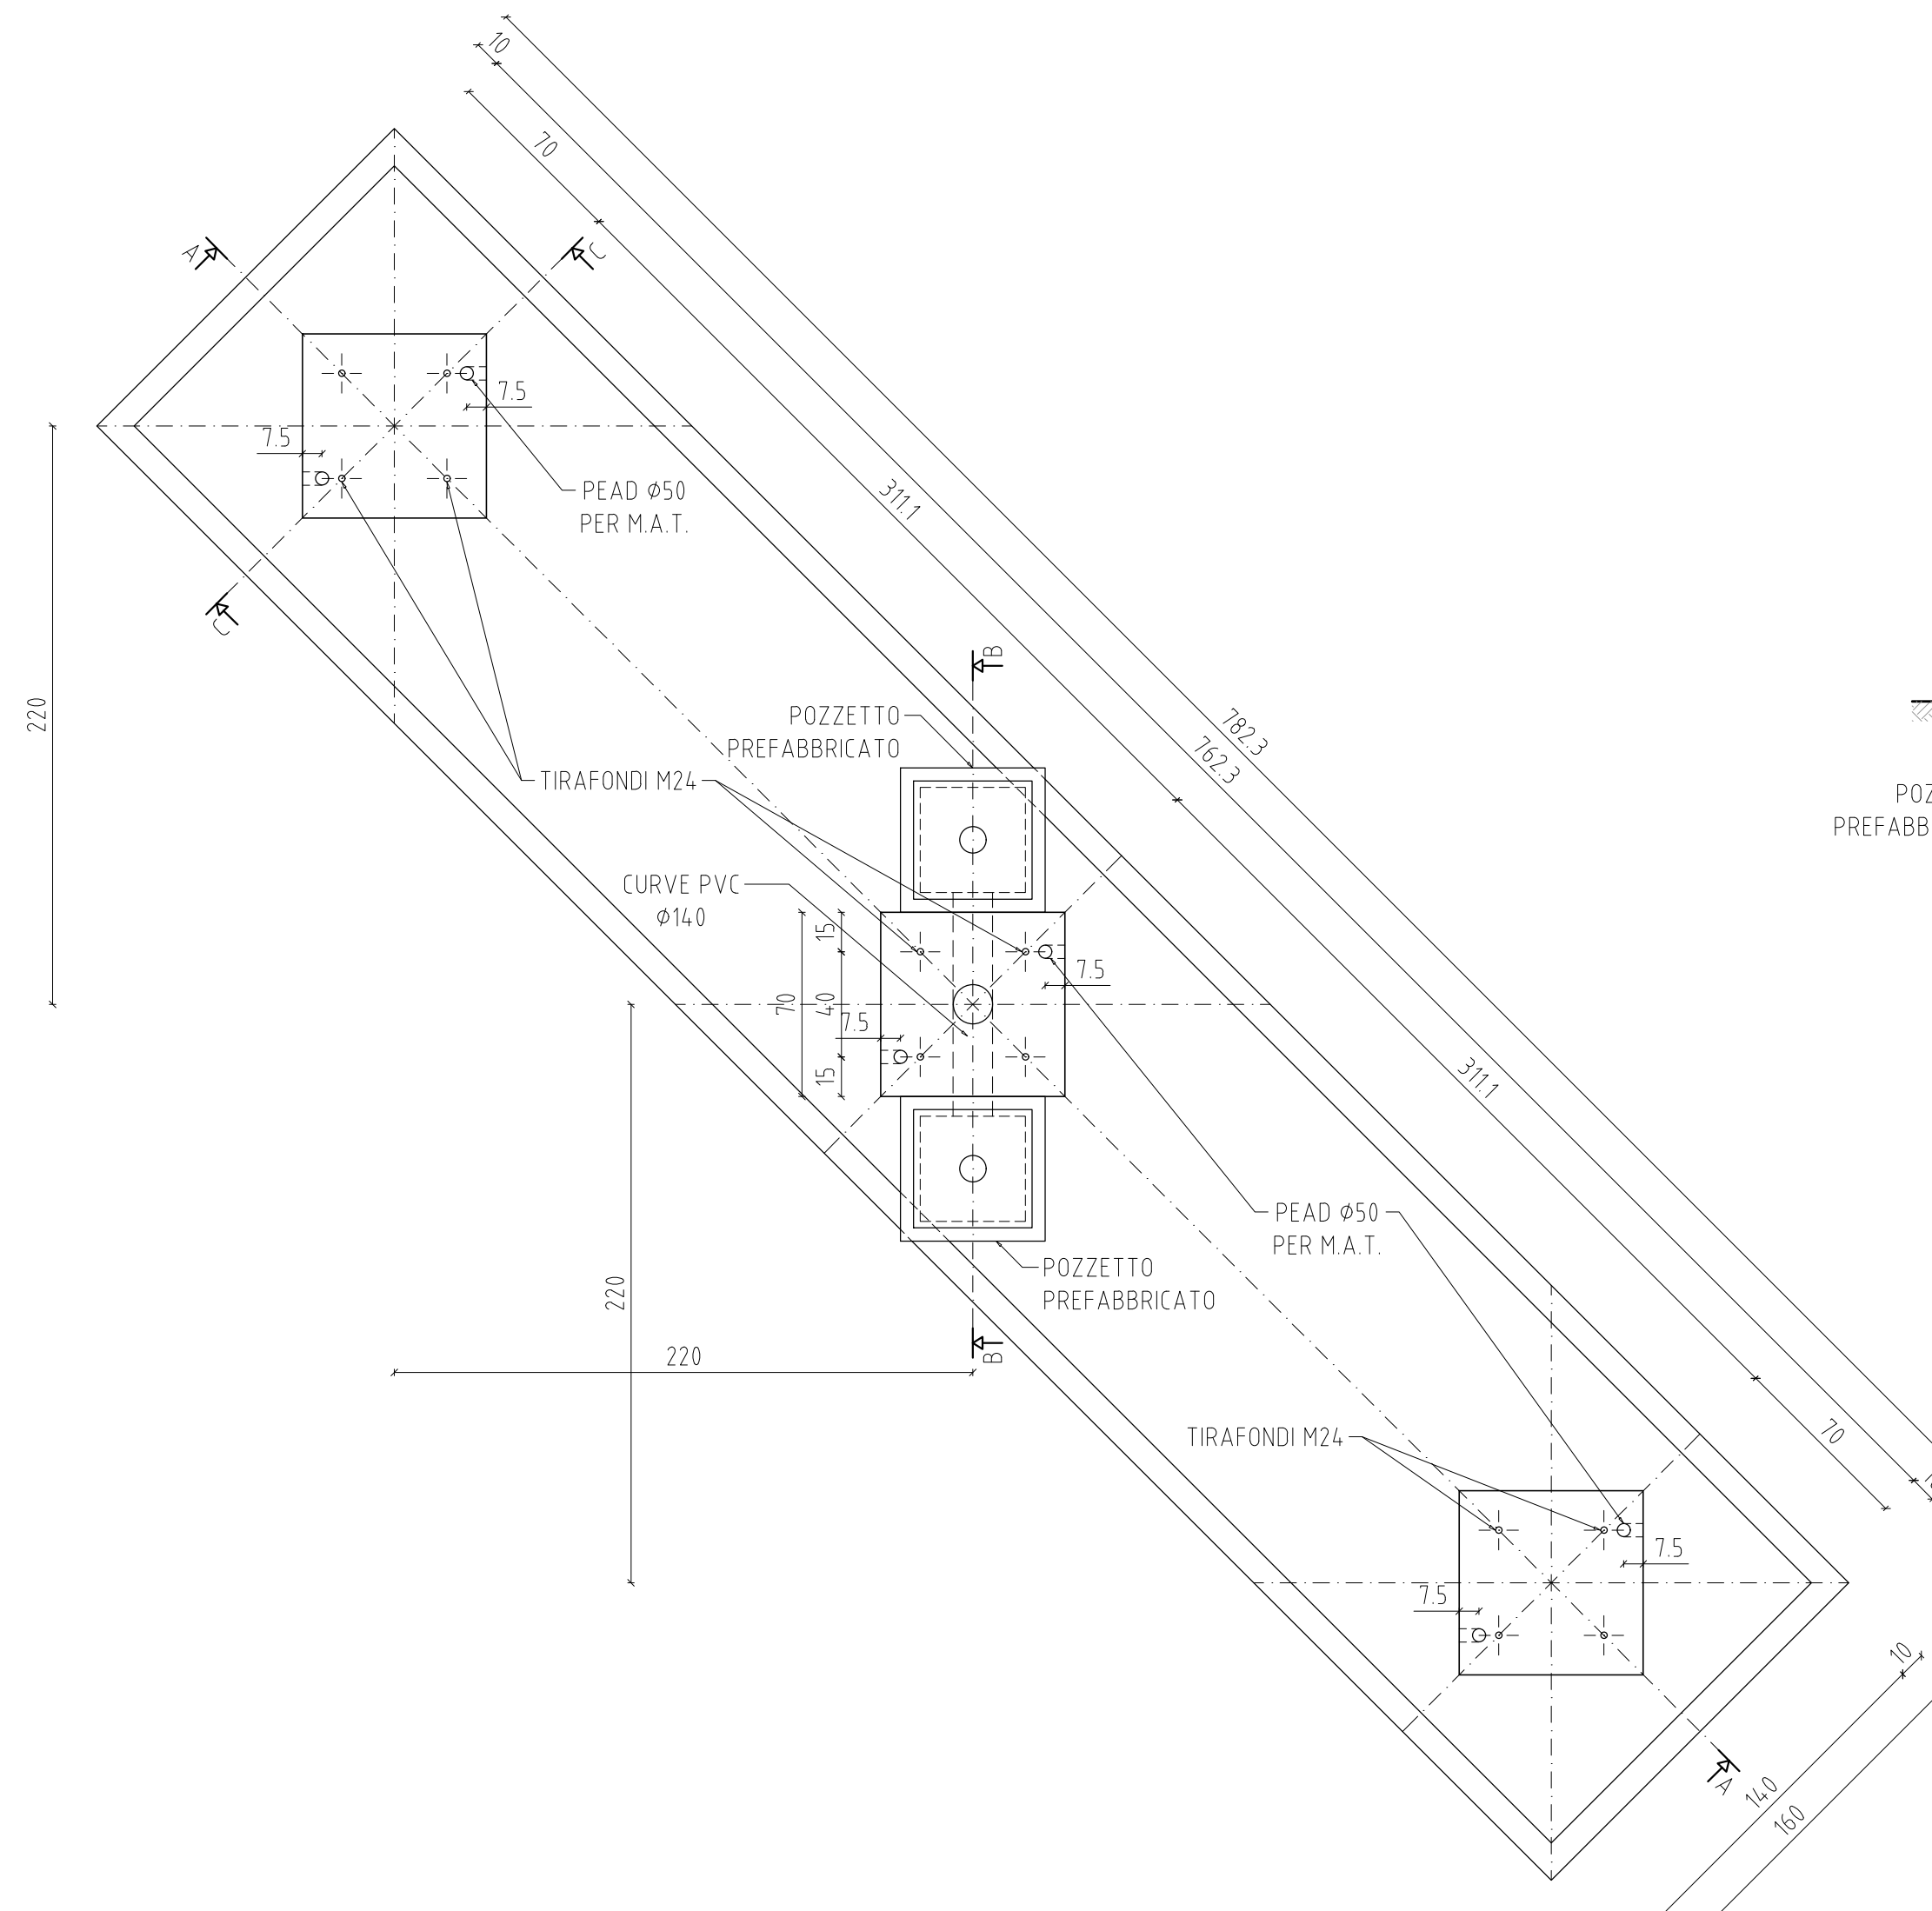 10
70
A
C
7.5
7.5
PEAD ø50
PER M.A.T.
311.1
C
220
B
782.3
762.3
POZZETTO
PREFABBRICATO
TIRAFONDI M24
CURVE PVC
ø140
15
70
40
15
7.5
7.5
311.1
PEAD ø50
PER M.A.T.
POZZETTO
PREFABBRICATO
220
220
B
TIRAFONDI M24
70
7.5
7.5
10
A
140
160